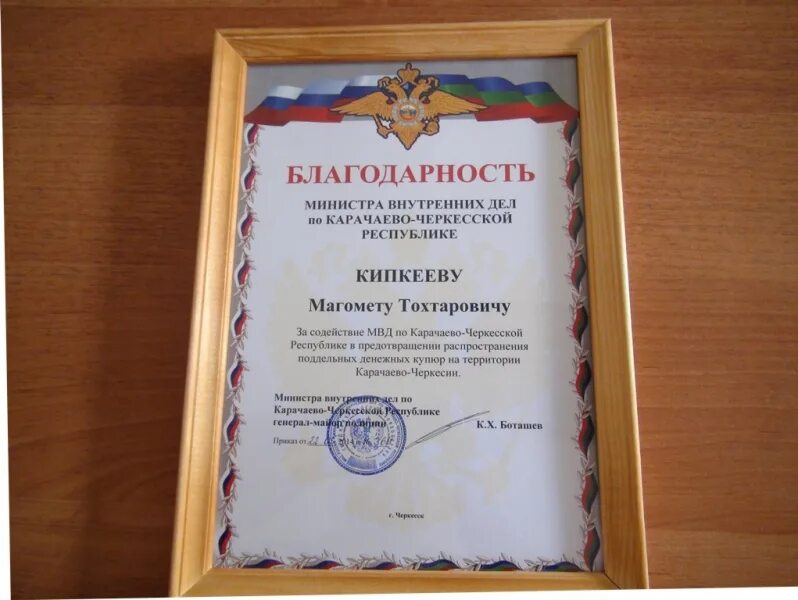 БЛАГОДАРНОСТЬ
МИНИСТРА ВНУТРЕННИХ ДЕЛ
по КАРАЧАЕВО-ЧЕРКЕССКОЙ
РЕСПУБЛИКЕ
КИПКЕЕВУ
Магомету Тохтаровичу
За содействие МВД по Карачаево-Черкесской
Республике в предотвращении распространения
поддельных денежных купюр на территории
Карачаево-Черкесии.
Министра внутренних дел по
Карачаево-Черкесской Республике
генерал-майор полиции
К.Х. Боташев
Приказ от 22
г. Черкесск